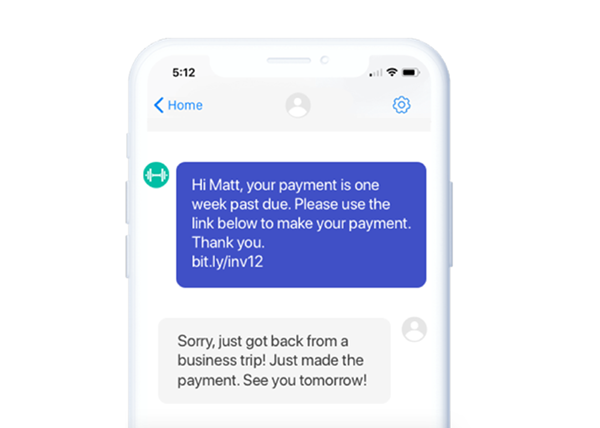 5:12
Home
Hi Matt, your payment is one
week past due. Please use the
link below to make your payment.
Thank you.
bit.ly/inv12
Sorry, just got back from a
business trip! Just made the
payment. See you tomorrow!